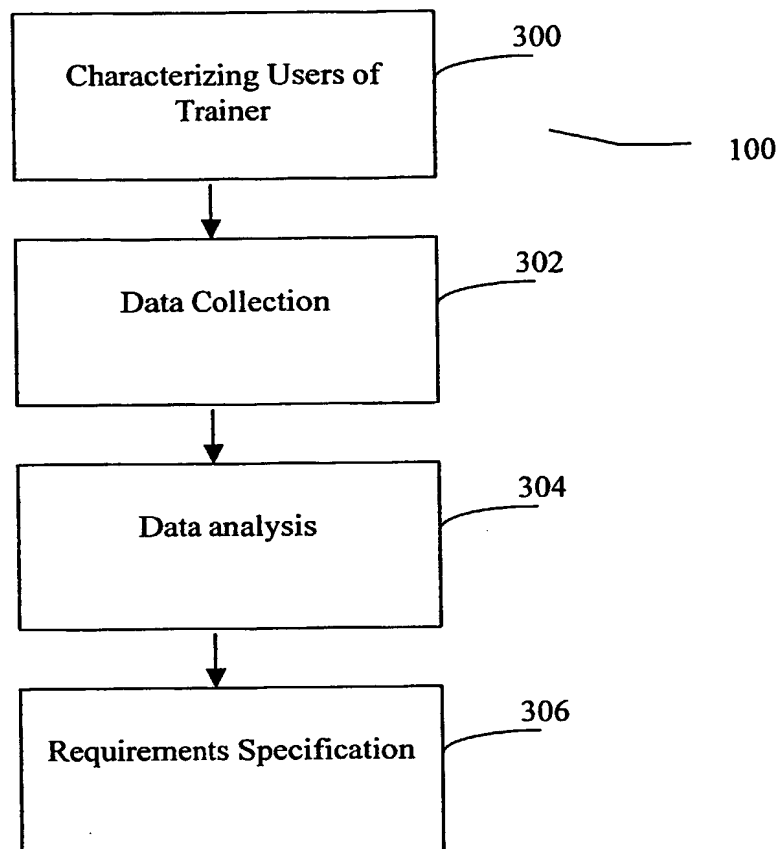 300
Characterizing Users of
Trainer
100
302
Data Collection
304
Data analysis
306
Requirements Specification